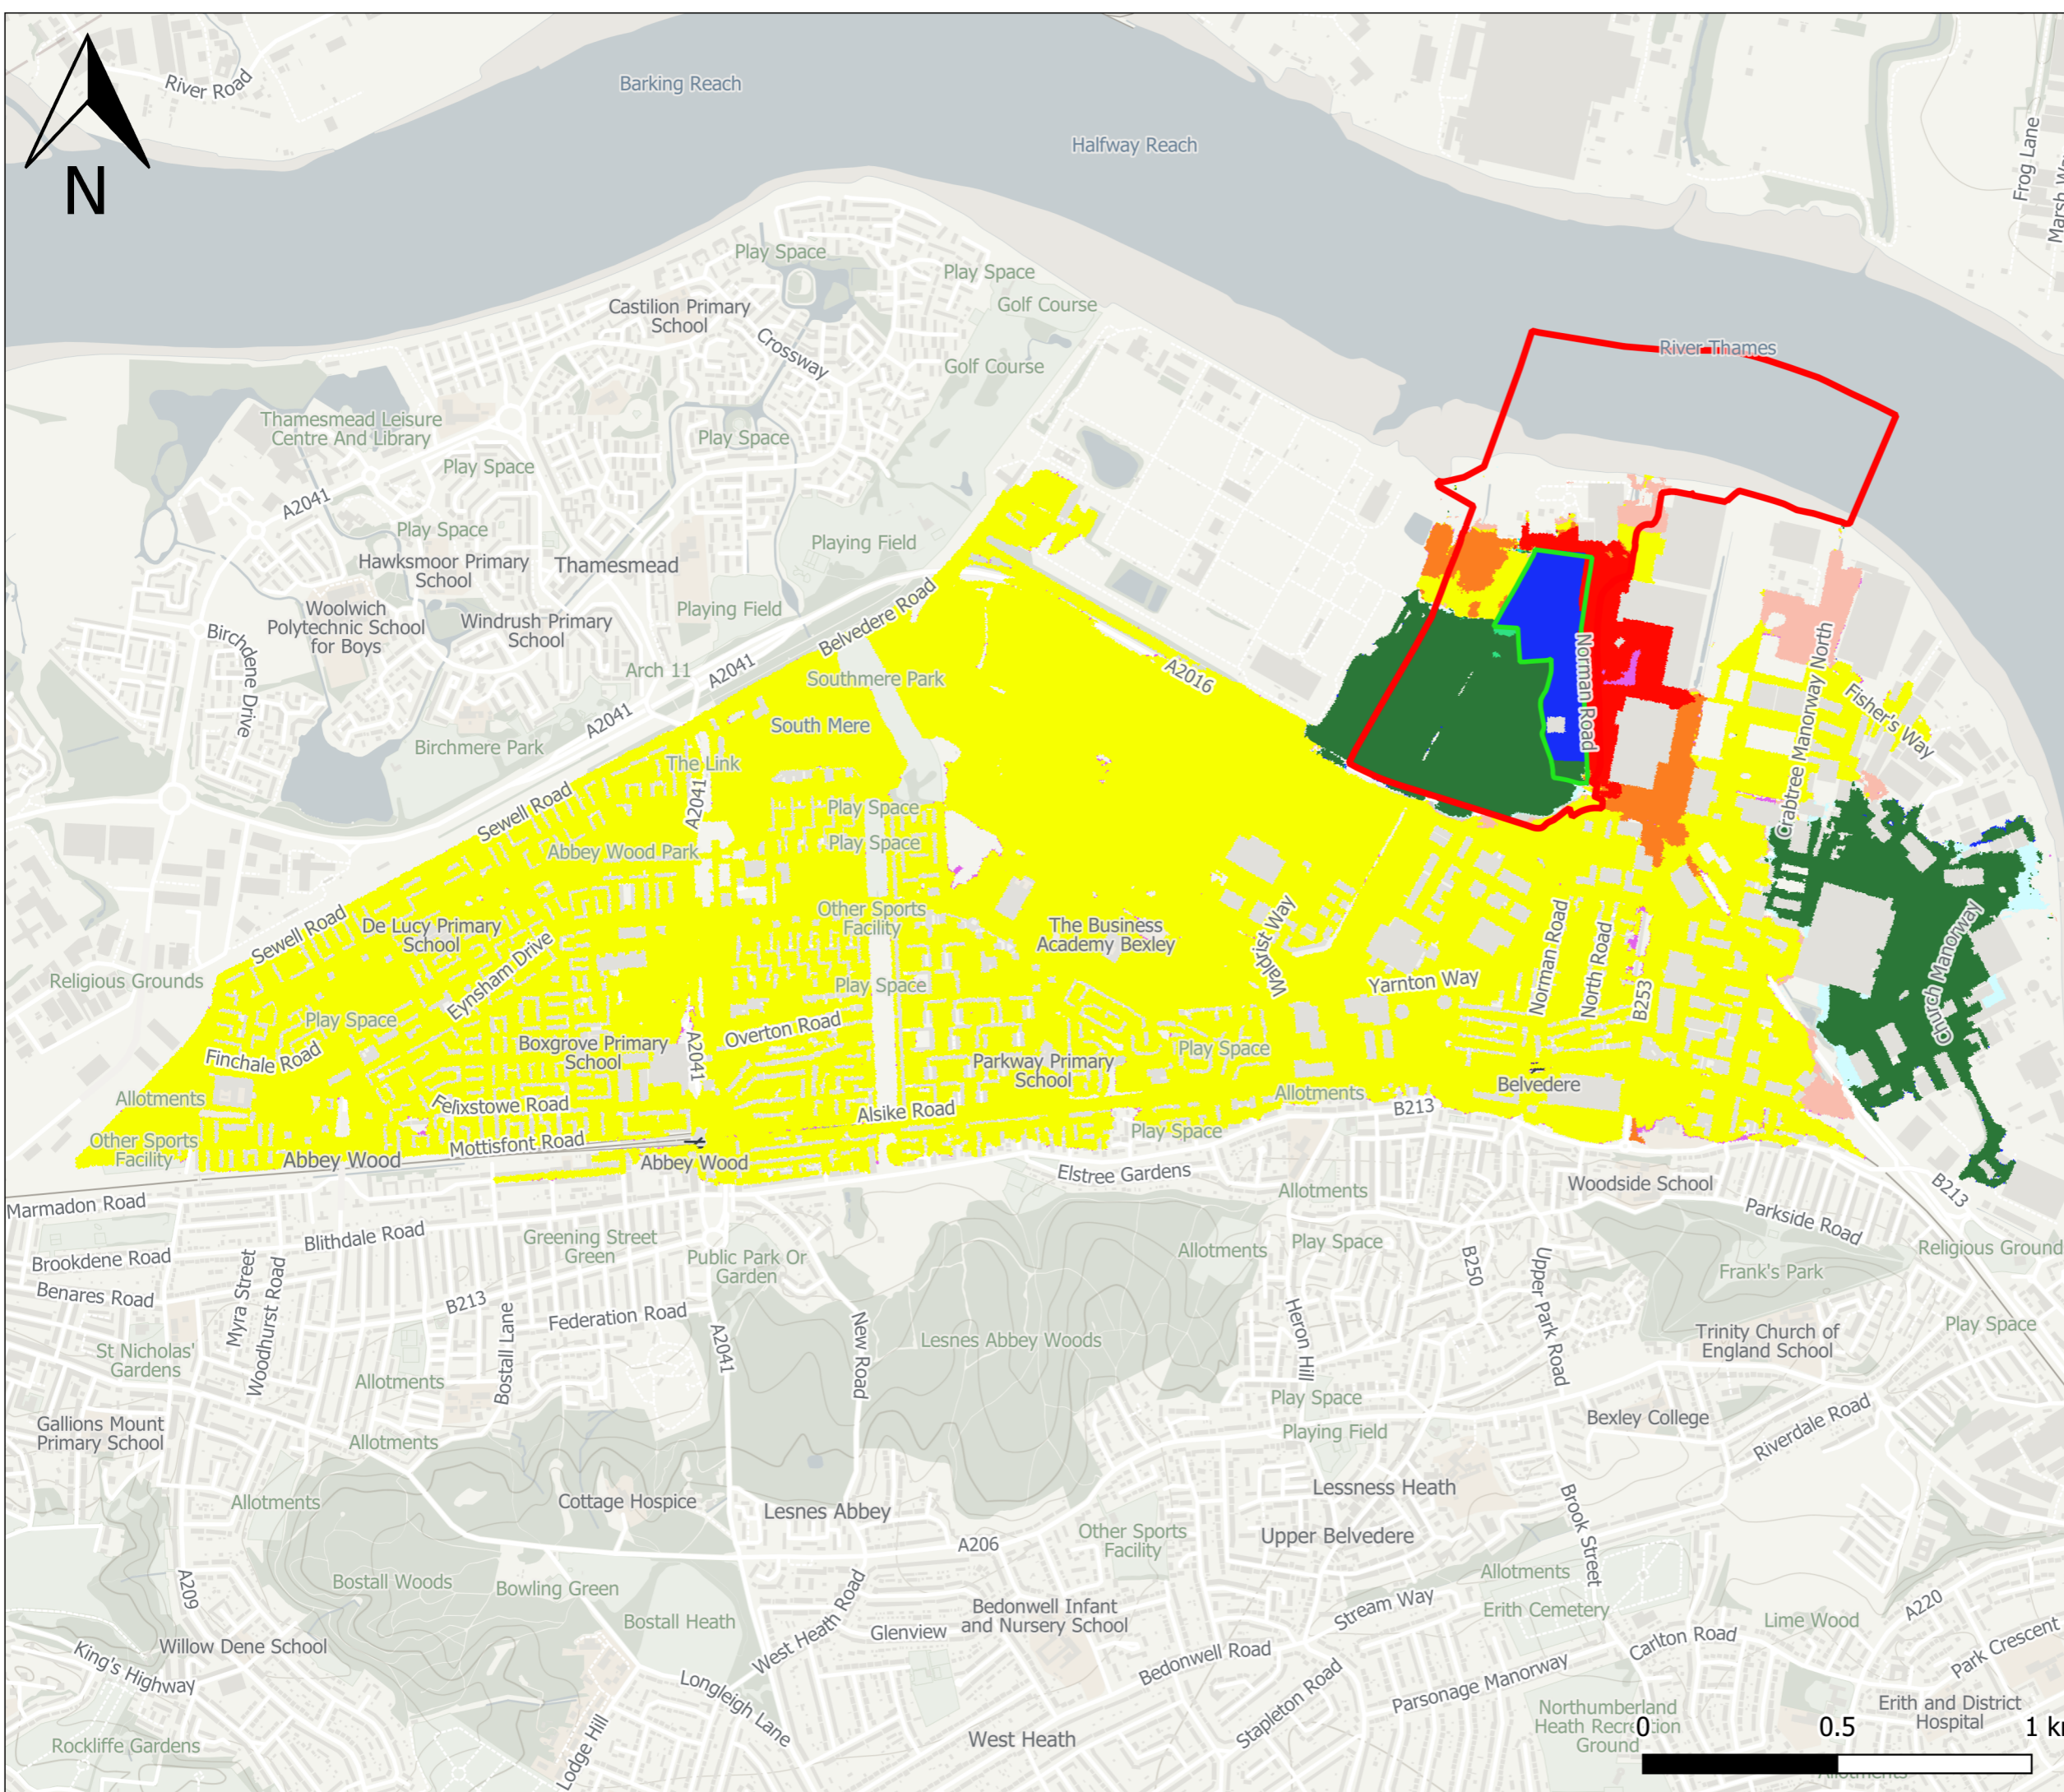 River Road
Barking Reach
Halfway Reach
Frog Lane
N
Play Space
Play Space
Golf Course
Castilion Primary
School
Crossway
Golf Course
River Thames
Thamesmead Leisure
Centre And Library
Play Space
Play Space
A2041
Play Space
Playing Field
Hawksmoor Primary
School
Thamesmead
Woolwich
Polytechnic School
for Boys
Windrush Primary
School
Playing Field
Belvedere Road
Birchdene Drive
Arch 11
A2041
Southmere Park
A2016
Norman Road
Crabtree Manorway North
Fisher's Way
A2041
South Mere
Birchmere Park
The Link
A2041
Sewell Road
Play Space
Abbey Wood Park
Play Space
Sewell Road
De Lucy Primary
School
Other Sports
Facility
The Business
Academy Bexley
Waldrist Way
Norman Road
North Road
Church Manorway
Eynsham Drive
Religious Grounds
Play Space
Yarnton Way
B253
Play Space
Overton Road
Boxgrove Primary
School
A2041
Finchale Road
Parkway Primary
School
Play Space
Belvedere
Allotments
Felixstowe Road
Alsike Road
Allotments
B213
Other Sports
Facility
Mottisfont Road
Play Space
Abbey Wood
Abbey Wood
Elstree Gardens
Woodside School
B213
Marmadon Road
Allotments
Parkside Road
Blithdale Road
Greening Street
Green
Public Park Or
Garden
Allotments
Play Space
B250
Upper Park Road
Religious Ground
Brookdene Road
Frank's Park
Benares Road
Myra Street
Woodhurst Road
B213
Bostall Lane
Federation Road
A2041
New Road
Lesnes Abbey Woods
Heron Hill
Trinity Church of
England School
Play Space
St Nicholas'
Gardens
Allotments
Play Space
Gallions Mount
Primary School
Allotments
Playing Field
Bexley College
Riverdale Road
Allotments
Cottage Hospice
Lesnes Abbey
Lessness Heath
Brook Street
A206
Other Sports
Facility
Upper Belvedere
A209
Bostall Woods
Bowling Green
Allotments
Bostall Heath
West Heath Road
Glenview
Bedonwell Infant
and Nursery School
Stream Way
Erith Cemetery
Lime Wood
A220
Willow Dene School
King's Highway
Bedonwell Road
Carlton Road
Park Crescent
Longleigh Lane
Stapleton Road
Parsonage Manorway
Northumberland
Heath Recreation
Ground
Erith and District
Hospital
Rockliffe Gardens
Lodge Hill
West Heath
0 0.5 1